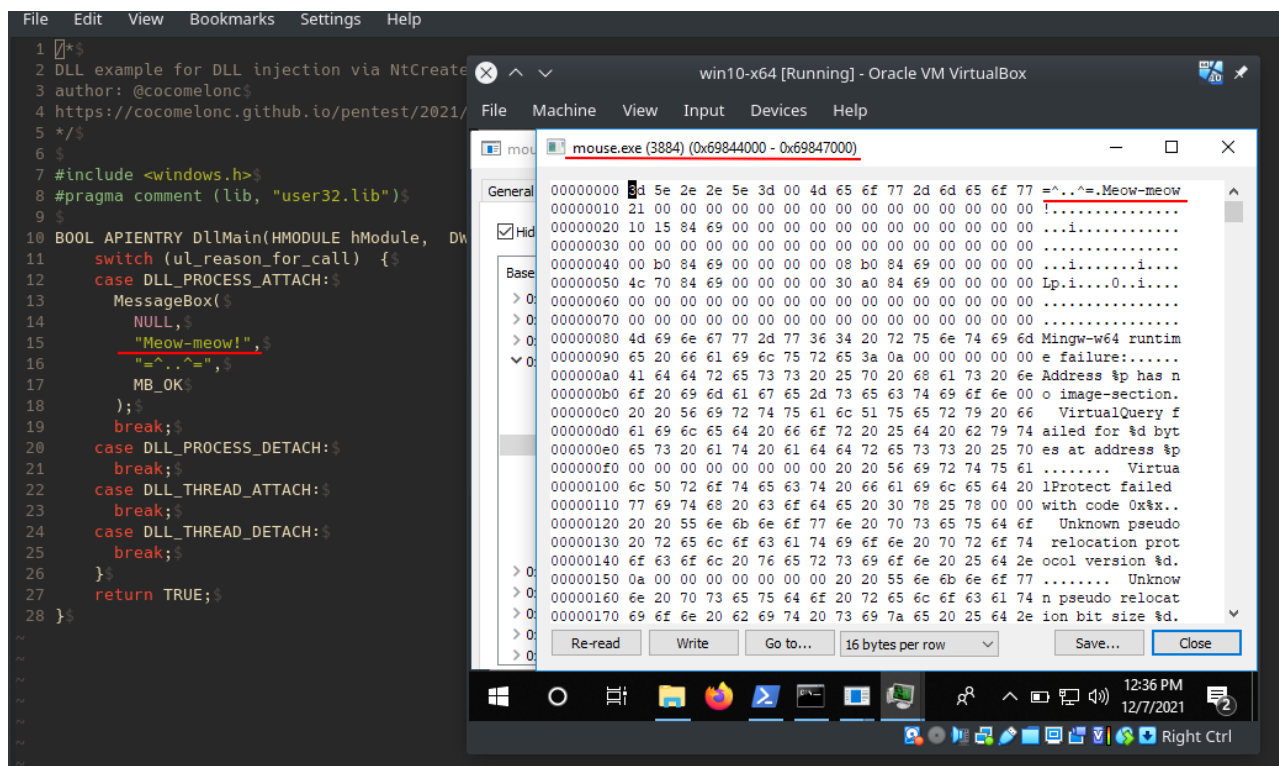 File Edit View Bookmarks Settings Help
1 /*$
2 DLL example for DLL injection via NtCreate
3 author: @cocomelonc$
4 https://cocomelonc.github.io/pentest/2021/
5 */$
6 $
7 #include <windows.h>$
8 #pragma comment (lib, "user32.lib")$
9 $
10 BOOL APIENTRY DllMain(HMODULE hModule,  DW
11     switch (ul_reason_for_call)  {$
12     case DLL_PROCESS_ATTACH:$
13       MessageBox($
14         NULL,$
15         "Meow-meow!",$
16         "=^..^=",$
17         MB_OK$
18       );$
19       break;$
20     case DLL_PROCESS_DETACH:$
21       break;$
22     case DLL_THREAD_ATTACH:$
23       break;$
24     case DLL_THREAD_DETACH:$
25       break;$
26     }$
27     return TRUE;$
28 }$
~
~
~
~
~
~
win10-x64 [Running] - Oracle VM VirtualBox
File Machine View Input Devices Help
mou
mouse.exe (3884) (0x69844000 - 0x69847000)
General
Hid
Base
00000000 3d 5e 2e 2e 5e 3d 00 4d 65 6f 77 2d 6d 65 6f 77 =^..^=.Meow-meow
00000010 21 00 00 00 00 00 00 00 00 00 00 00 00 00 00 00 !...............
00000020 10 15 84 69 00 00 00 00 00 00 00 00 00 00 00 00 ...i............
00000030 00 00 00 00 00 00 00 00 00 00 00 00 00 00 00 00 ................
00000040 00 b0 84 69 00 00 00 00 08 b0 84 69 00 00 00 00 ...i.......i....
00000050 4c 70 84 69 00 00 00 00 30 a0 84 69 00 00 00 00 Lp.i....0..i....
00000060 00 00 00 00 00 00 00 00 00 00 00 00 00 00 00 00 ................
00000070 00 00 00 00 00 00 00 00 00 00 00 00 00 00 00 00 ................
00000080 4d 69 6e 67 77 2d 77 36 34 20 72 75 6e 74 69 6d Mingw-w64 runtim
00000090 65 20 66 61 69 6c 75 72 65 3a 0a 00 00 00 00 00 e failure:......
000000a0 41 64 64 72 65 73 73 20 25 70 20 68 61 73 20 6e Address %p has n
000000b0 6f 20 69 6d 61 67 65 2d 73 65 63 74 69 6f 6e 00 o image-section.
000000c0 20 20 56 69 72 74 75 61 6c 51 75 65 72 79 20 66   VirtualQuery f
000000d0 61 69 6c 65 64 20 66 6f 72 20 25 64 20 62 79 74 ailed for %d byt
000000e0 65 73 20 61 74 20 61 64 64 72 65 73 73 20 25 70 es at address %p
000000f0 00 00 00 00 00 00 00 00 20 20 56 69 72 74 75 61 ........  Virtua
00000100 6c 50 72 6f 74 65 63 74 20 66 61 69 6c 65 64 20 lProtect failed
00000110 77 69 74 68 20 63 6f 64 65 20 30 78 25 78 00 00 with code 0x%x..
00000120 20 20 55 6e 6b 6e 6f 77 6e 20 70 73 65 75 64 6f   Unknown pseudo
00000130 20 72 65 6c 6f 63 61 74 69 6f 6e 20 70 72 6f 74  relocation prot
00000140 6f 63 6f 6c 20 76 65 72 73 69 6f 6e 20 25 64 2e ocol version %d.
00000150 0a 00 00 00 00 00 00 00 20 20 55 6e 6b 6e 6f 77 ........  Unknow
00000160 6e 20 70 73 65 75 64 6f 20 72 65 6c 6f 63 61 74 n pseudo relocat
00000170 69 6f 6e 20 62 69 74 20 73 69 7a 65 20 25 64 2e ion bit size %d.
Re-read Write Go to... 16 bytes per row Save... Close
12:36 PM
12/7/2021
2
Right Ctrl